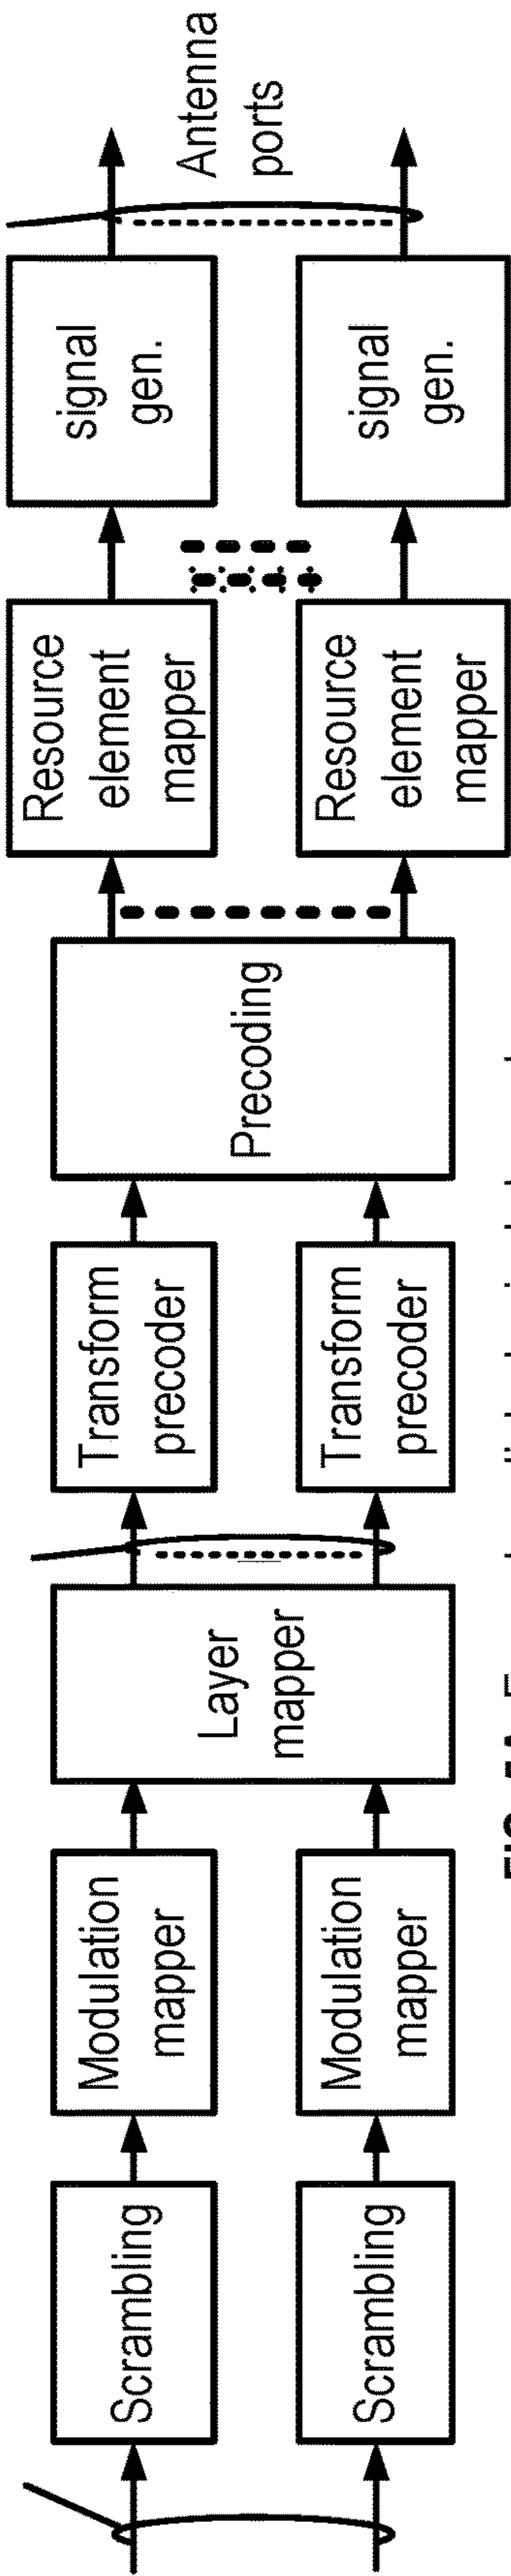 Scrambling
Scrambling
Modulation
mapper
Modulation
mapper
Layer
mapper
Transform
precoder
Transform
precoder
Precoding
Resource
element
mapper
Resource
element
mapper
signal
gen.
signal
gen.
Antenna
ports